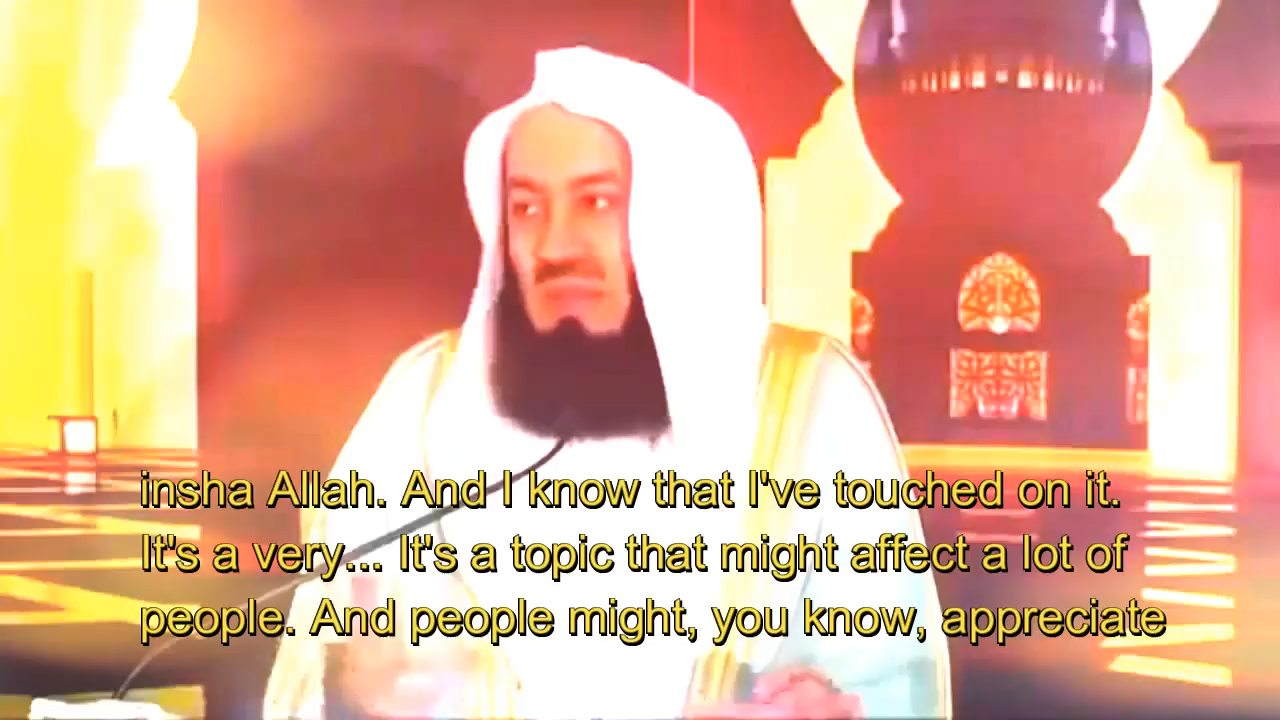 insha Allah. And I know that I've touched on it.
It's a very... It's a topic that might affect a lot of
people. And people might, you know, appreciate